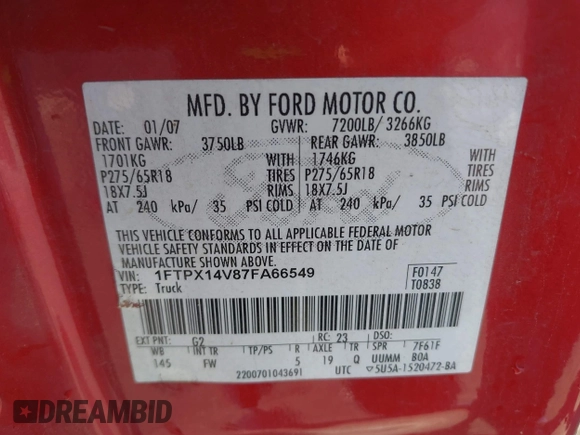 MFD. BY FORD MOTOR CO.
DATE: 01/07 GVWR: 7200LB/ 3266KG
FRONT GAWR: 3750LB REAR GAWR: 3850LB
1701KG WITH 1746KG WITH
P275/65R18 TIRES P275/65R18 TIRES
18X7.5J RIMS 18X7.5J RIMS
AT 240 kPa/ 35 PSI COLD AT 240 kPa/ 35 PSI COLD
THIS VEHICLE CONFORMS TO ALL APPLICABLE FEDERAL MOTOR
VEHICLE SAFETY STANDARDS IN EFFECT ON THE DATE OF
MANUFACTURE SHOWN ABOVE.
VIN: 1FTPX14V87FA66549 F0147
TYPE: Truck T0838
EXT PNT: G2 RC: 23 DSO:
WB INT TR TP/PS R AXLE TR SPR 7F61F
145 FW 5 19 Q UUMM BOA
2200701043691 UTC ▽5U5A-1520472-BA
Ford
DREAMBID